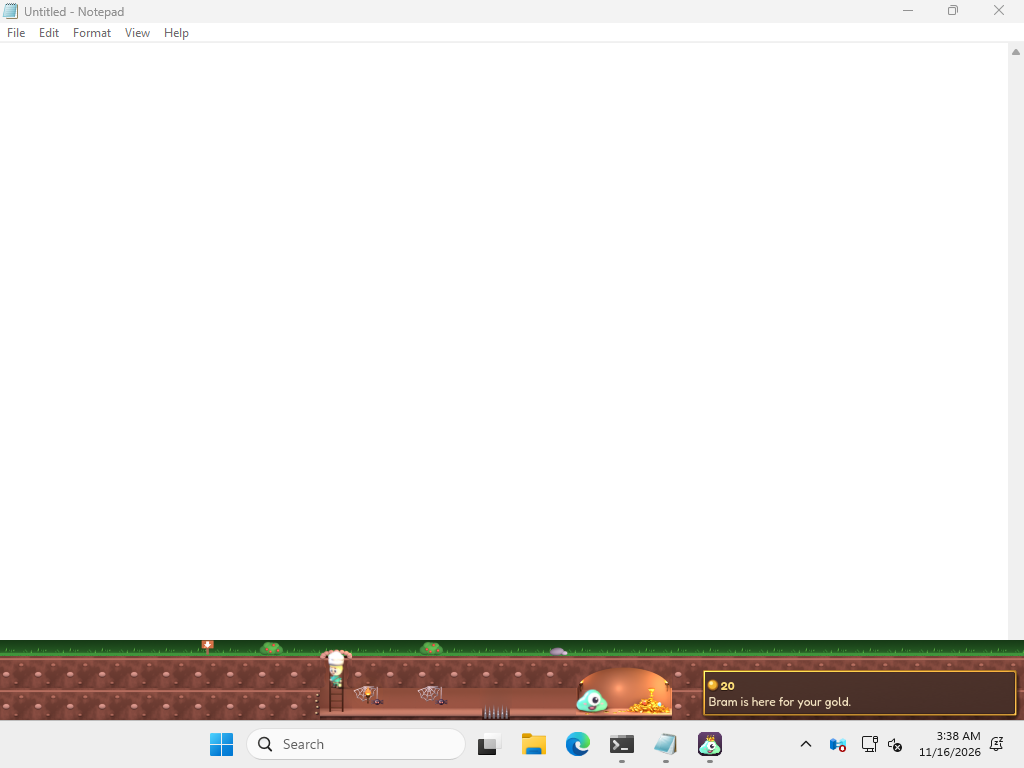 Untitled - Notepad
File Edit Format View Help
20
Bram is here for your gold.
Search
3:38 AM
11/16/2026